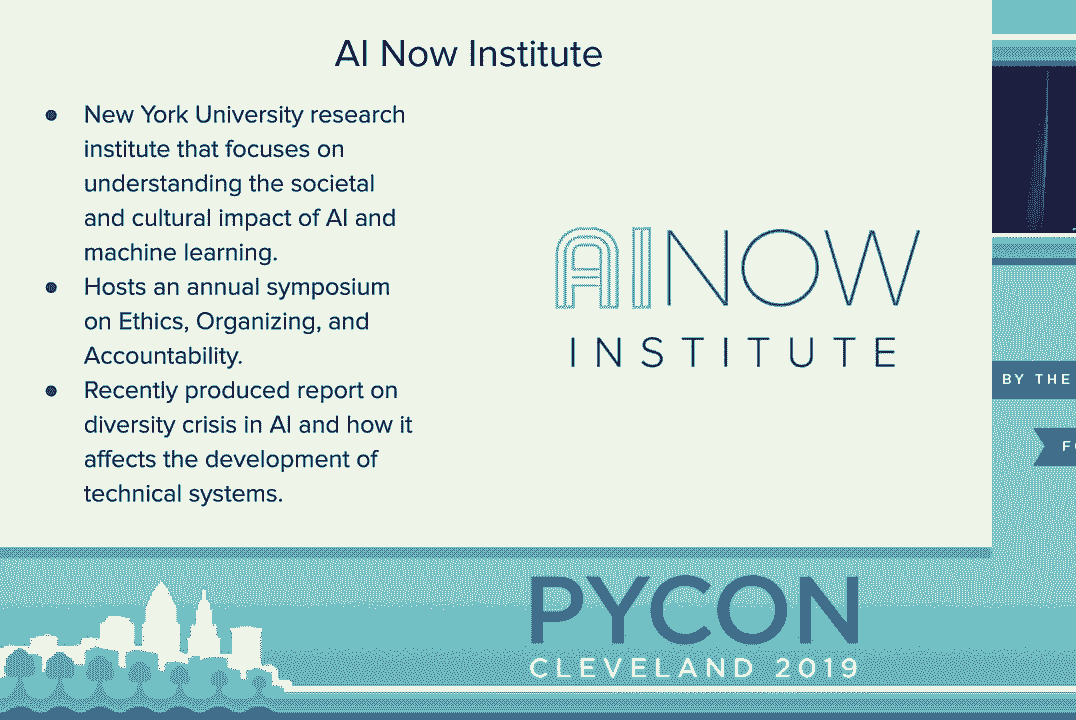 AI Now Institute
● New York University research
institute that focuses on
understanding the societal
and cultural impact of AI and
machine learning.
● Hosts an annual symposium
on Ethics, Organizing, and
Accountability.
● Recently produced report on
diversity crisis in AI and how it
affects the development of
technical systems.
AINOW
INSTITUTE
BY THE
PYCON
CLEVELAND 2019